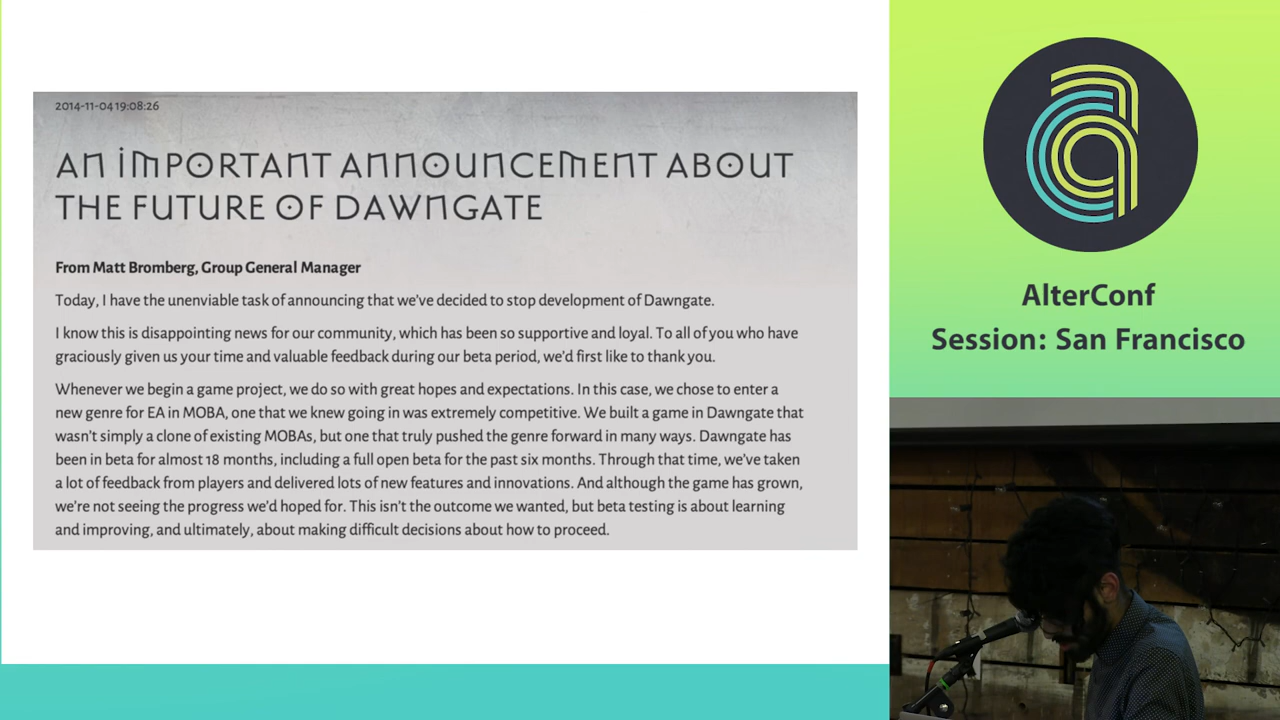 2014-11-04 19:08:26
AN IMPORTANT ANNOUNCEMENT ABOUT
THE FUTURE OF DAWNGATE
From Matt Bromberg, Group General Manager
Today, I have the unenviable task of announcing that we've decided to stop development of Dawngate.
I know this is disappointing news for our community, which has been so supportive and loyal. To all of you who have
graciously given us your time and valuable feedback during our beta period, we'd first like to thank you.
Whenever we begin a game project, we do so with great hopes and expectations. In this case, we chose to enter a
new genre for EA in MOBA, one that we knew going in was extremely competitive. We built a game in Dawngate that
wasn't simply a clone of existing MOBAs, but one that truly pushed the genre forward in many ways. Dawngate has
been in beta for almost 18 months, including a full open beta for the past six months. Through that time, we've taken
a lot of feedback from players and delivered lots of new features and innovations. And although the game has grown,
we're not seeing the progress we'd hoped for. This isn't the outcome we wanted, but beta testing is about learning
and improving, and ultimately, about making difficult decisions about how to proceed.
AlterConf
Session: San Francisco